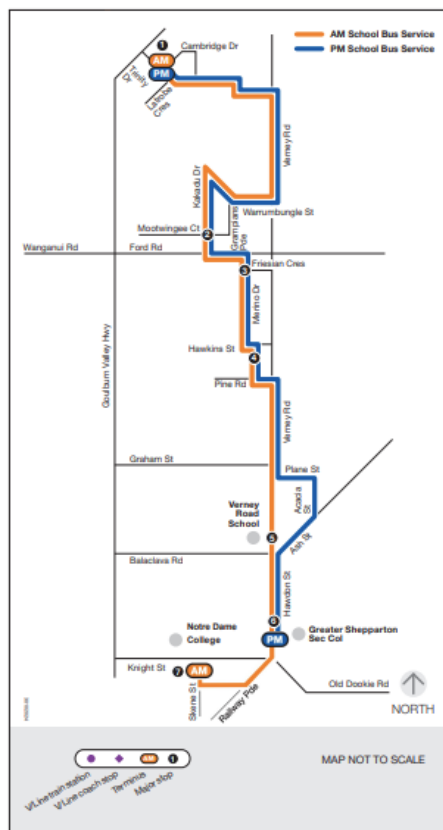 AM School Bus Service
PM School Bus Service
1
Cambridge Dr
AM
PM
Trinity
Dr
Latrobe
Cres
Verney Rd
Kakadu Dr
Grampians
Pde
Warrumbungle St
Mootwingee Ct
2
Wanganui Rd
Ford Rd
3
Friesian Cres
Merino Dr
Goulburn Valley Hwy
Hawkins St
4
Pine Rd
Verney Rd
Graham St
Plane St
Acacia
St
Verney
Road
School
5
Ash St
Balaclava Rd
Hawdon St
6
Notre Dame
College
PM
Greater Shepparton
Sec Col
Knight St
7
AM
Skene St
Railway Pde
Old Dookie Rd
NORTH
AM
1
V/Line train station
V/Line coach stop
Terminus
Major stop
MAP NOT TO SCALE